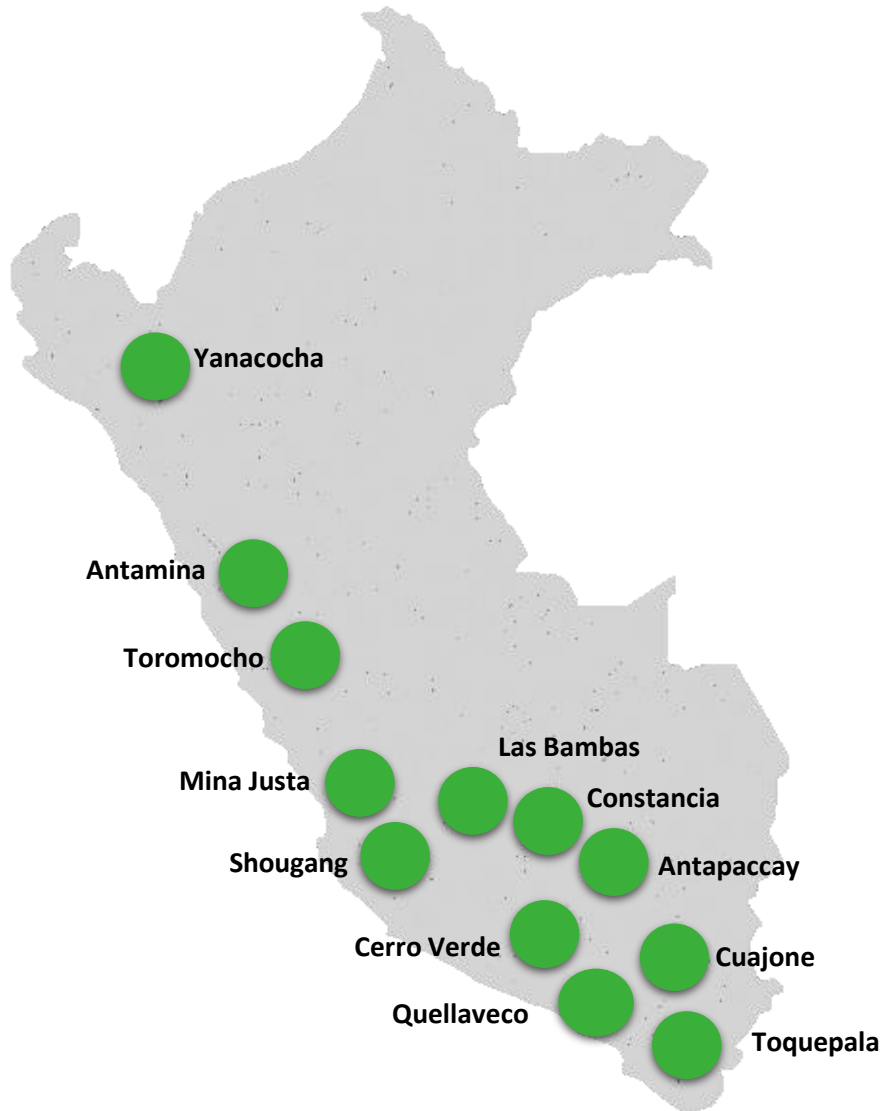 Yanacocha
Antamina
Toromocho
Las Bambas
Mina Justa
Constancia
Shougang
Antapaccay
Cerro Verde
Cuajone
Quellaveco
Toquepala